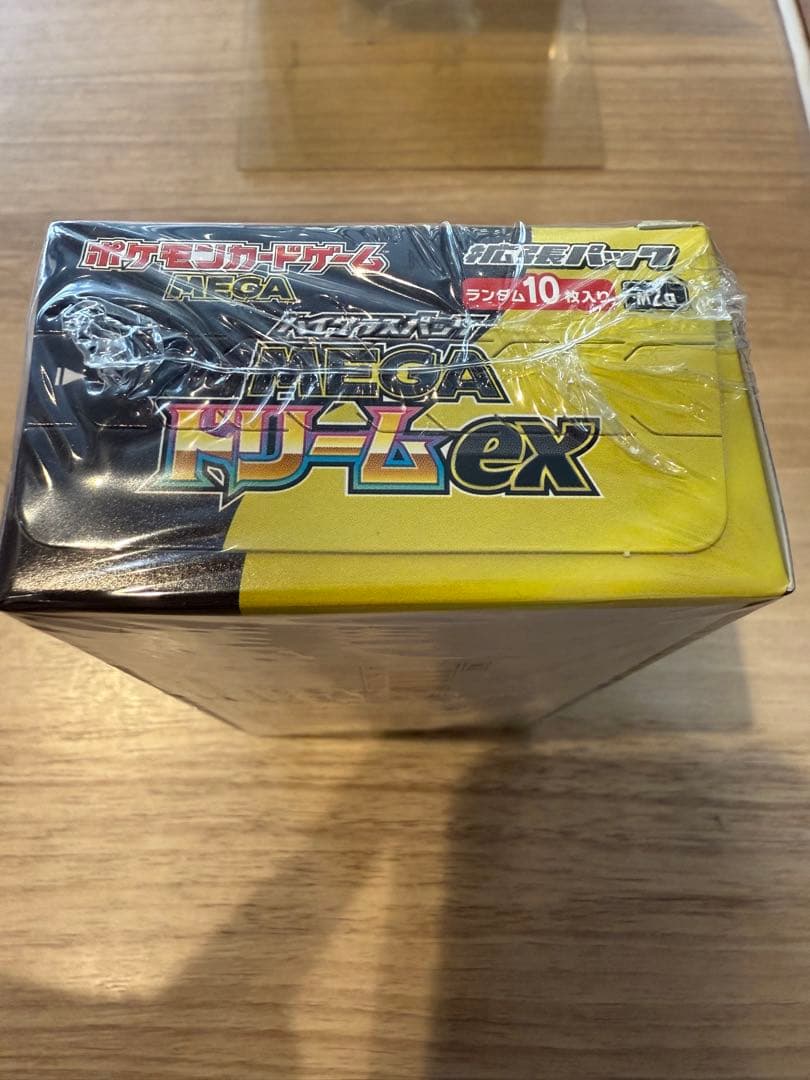 ポケモンカードゲーム
MEGA
拡張パック
ランダム10枚入り
M2a
ハイクラスパック
MEGA
ドリームex